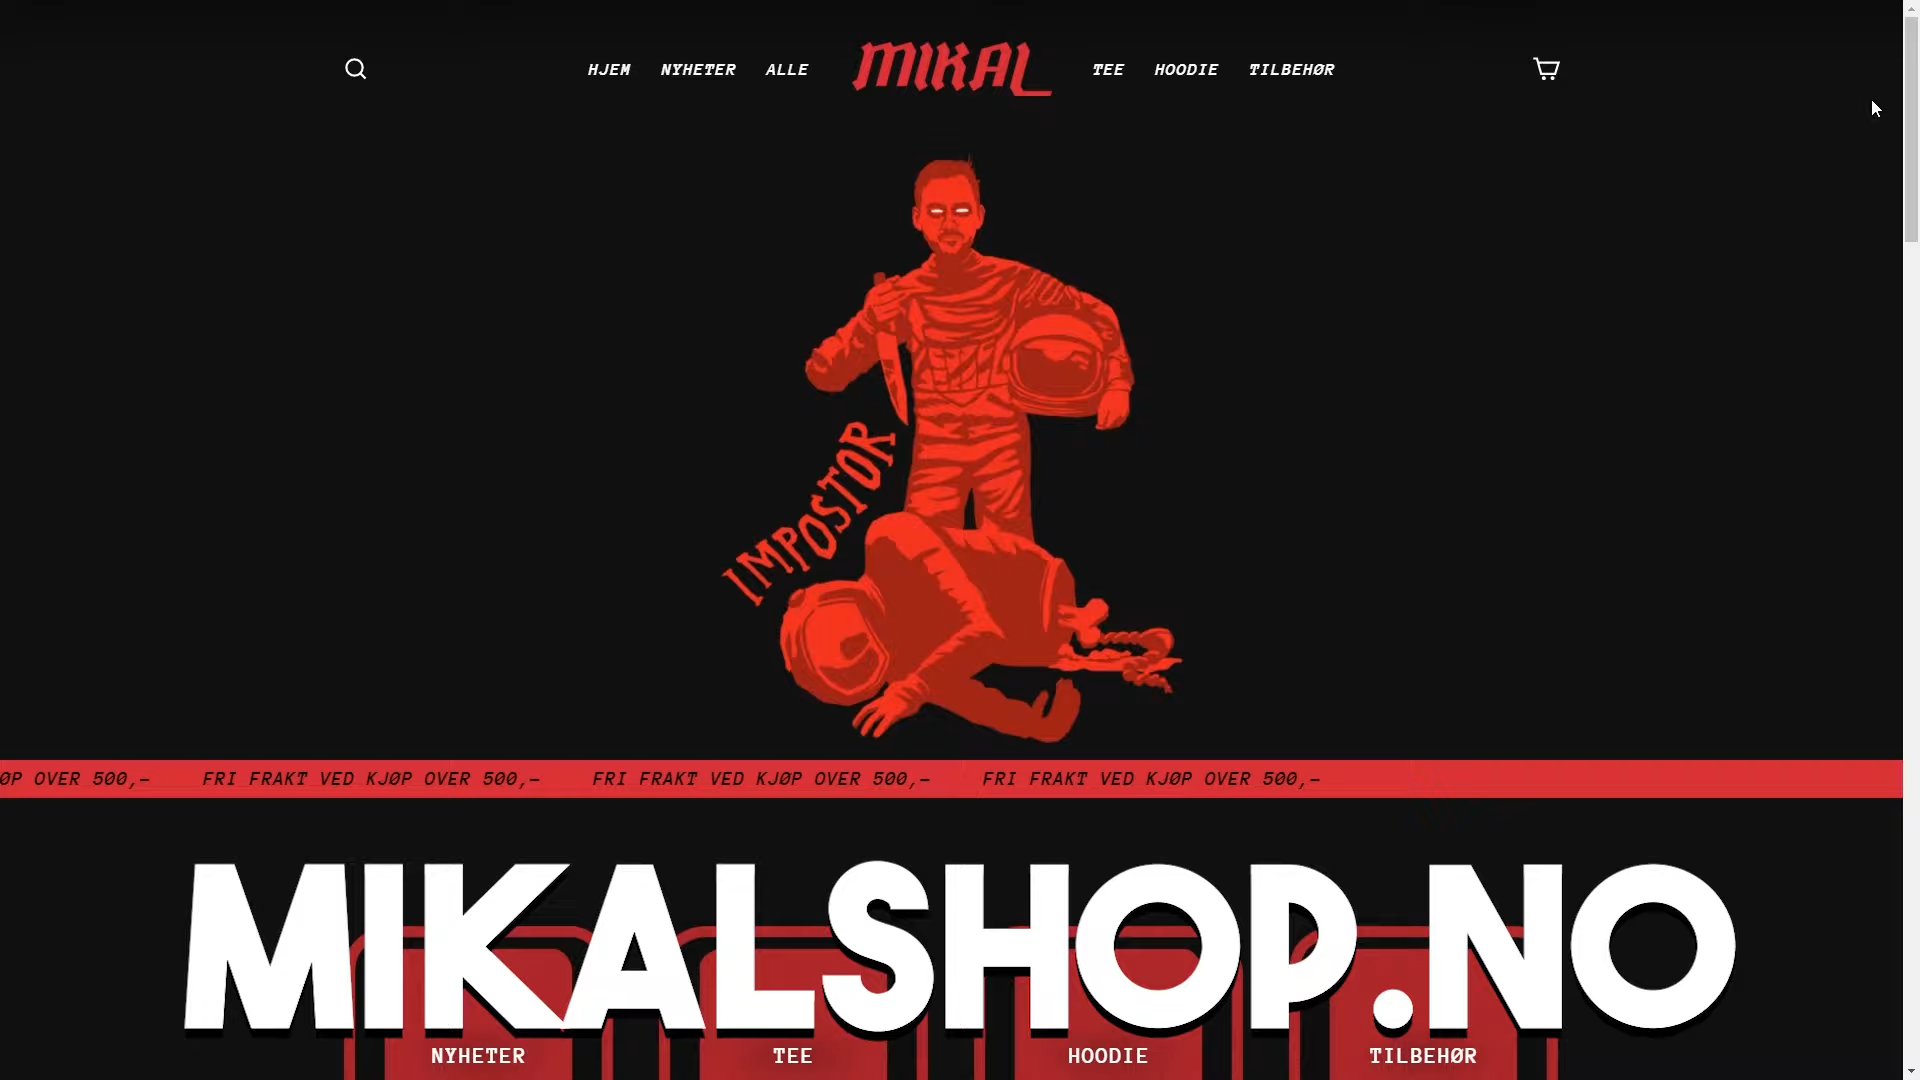 HJEM NYHETER ALLE MIKAL TEE HOODIE TILBEHØR
IMPOSTOR
ØP OVER 500,- FRI FRAKT VED KJØP OVER 500,- FRI FRAKT VED KJØP OVER 500,- FRI FRAKT VED KJØP OVER 500,-
MIKALSHOP.NO
NYHETER TEE HOODIE TILBEHØR